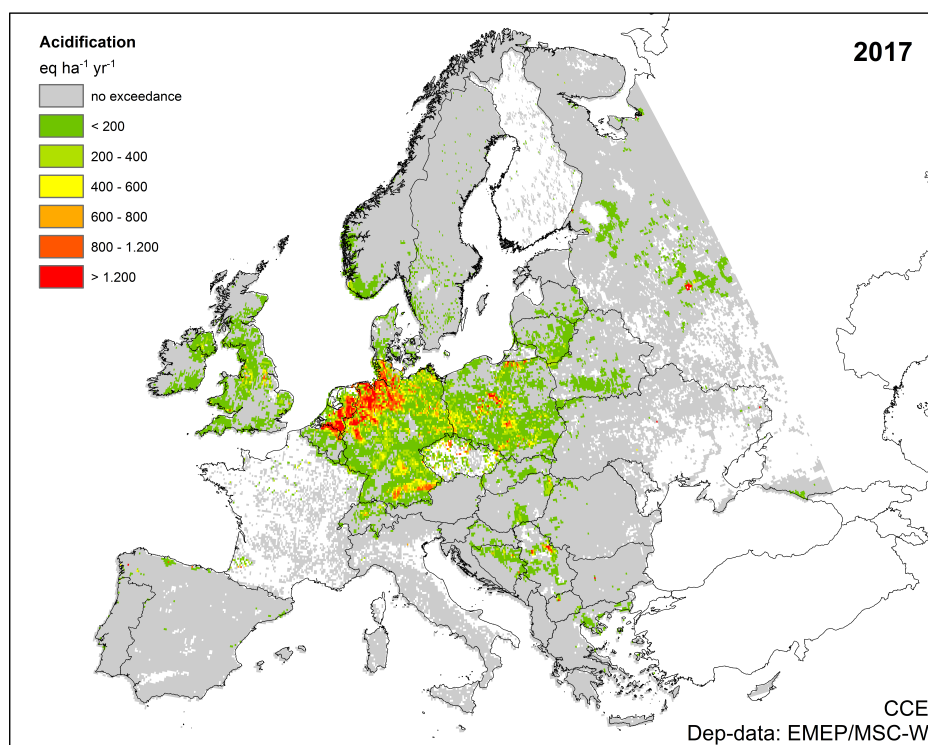 Acidification
eq ha⁻¹ yr⁻¹
no exceedance
< 200
200 - 400
400 - 600
600 - 800
800 - 1.200
> 1.200
2017
CCE
Dep-data: EMEP/MSC-W